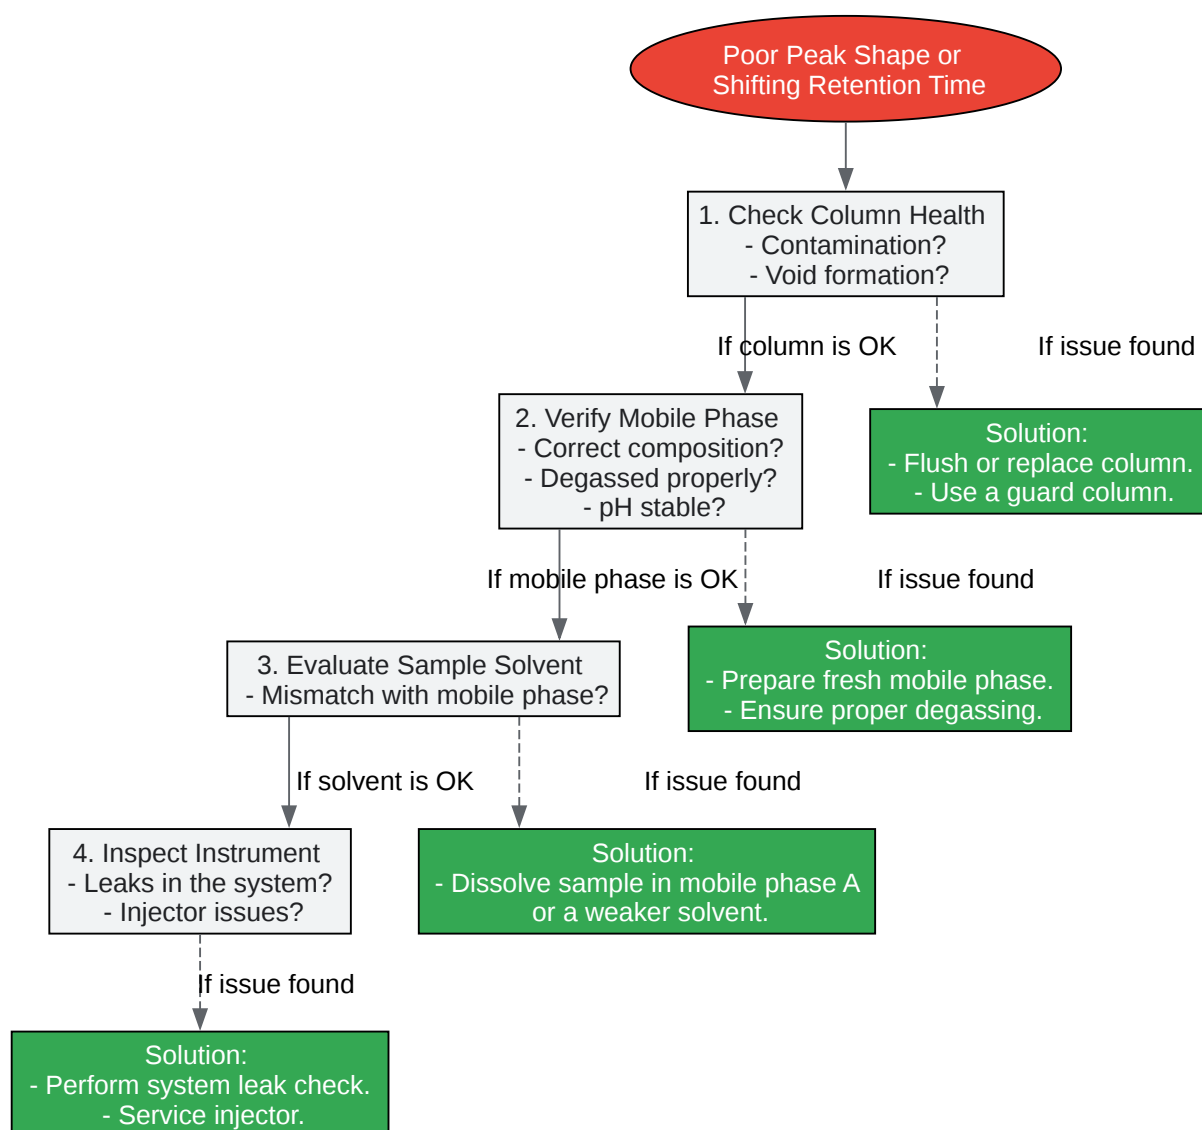 Poor Peak Shape or
Shifting Retention Time
1. Check Column Health
- Contamination?
- Void formation?
If column is OK
If issue found
2. Verify Mobile Phase
- Correct composition?
- Degassed properly?
- pH stable?
Solution:
- Flush or replace column.
- Use a guard column.
If mobile phase is OK
If issue found
3. Evaluate Sample Solvent
- Mismatch with mobile phase?
Solution:
- Prepare fresh mobile phase.
- Ensure proper degassing.
If solvent is OK
If issue found
4. Inspect Instrument
- Leaks in the system?
- Injector issues?
Solution:
- Dissolve sample in mobile phase A
or a weaker solvent.
If issue found
Solution:
- Perform system leak check.
- Service injector.